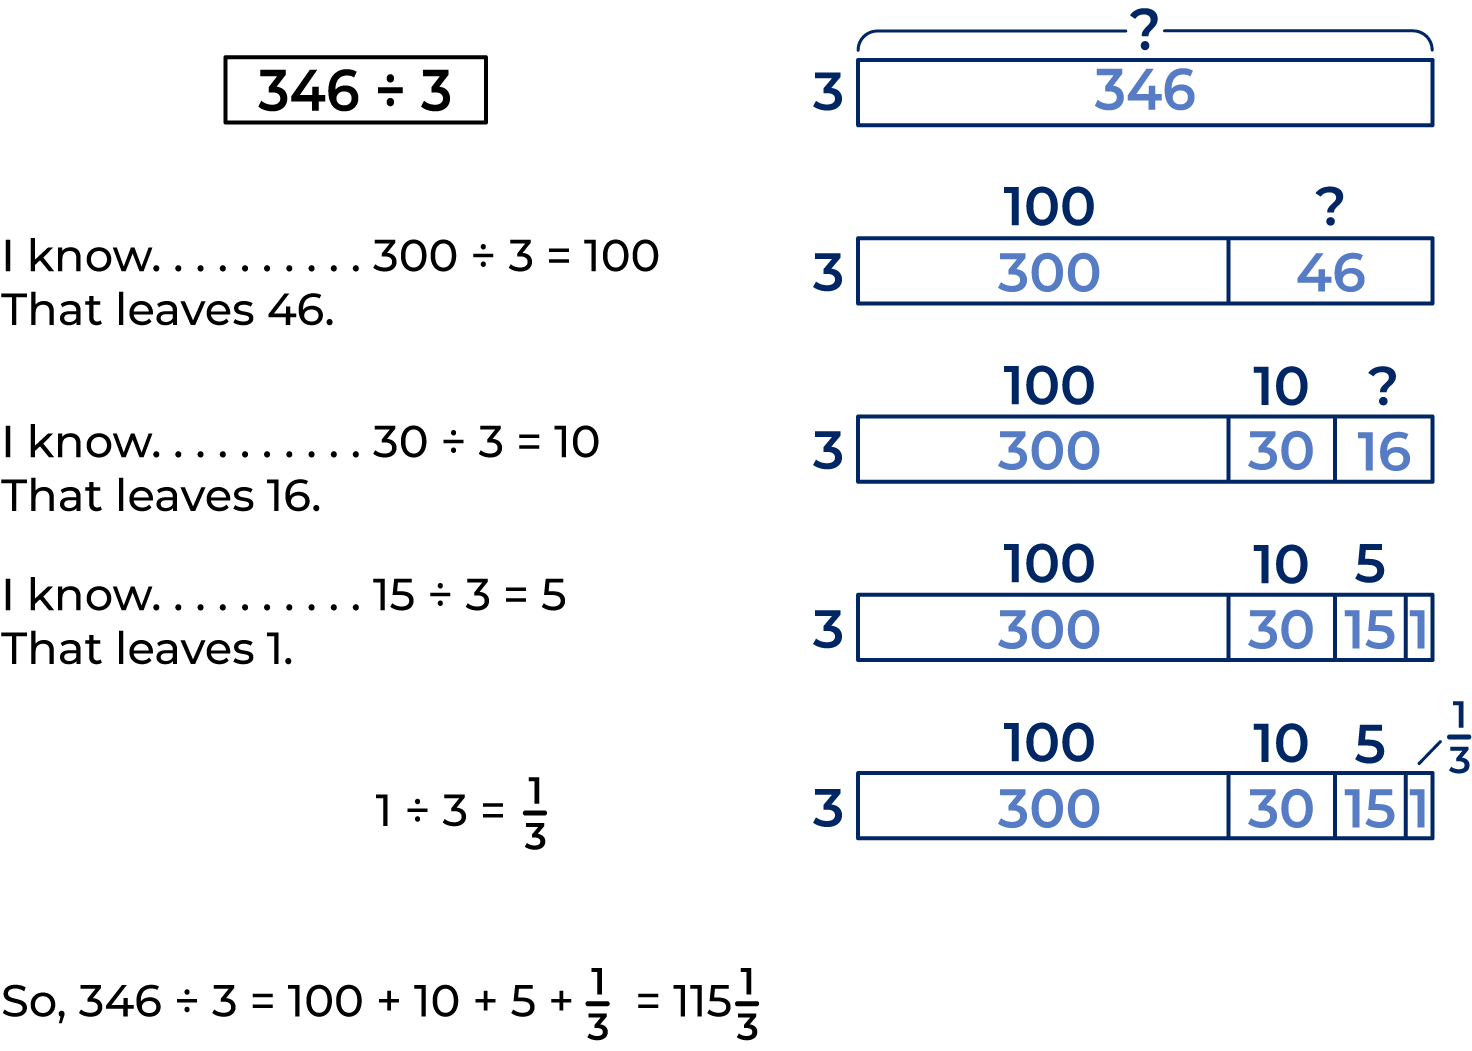 346 ÷ 3
?
3 346
I know. . . . . . . . . . 300 ÷ 3 = 100
That leaves 46.
100 ?
3 300 46
I know. . . . . . . . . . 30 ÷ 3 = 10
That leaves 16.
100 10 ?
3 300 30 16
I know. . . . . . . . . . 15 ÷ 3 = 5
That leaves 1.
100 10 5
3 300 30 15 1
1 ÷ 3 = 1/3
100 10 5 1/3
3 300 30 15 1
So, 346 ÷ 3 = 100 + 10 + 5 + 1/3 = 115 1/3